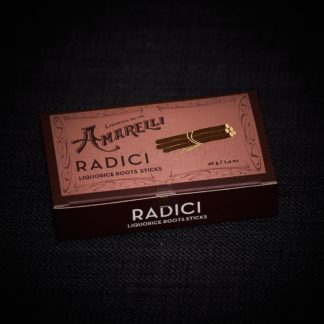 AMARELLI
RADICI
LIQUORICE ROOTS STICKS
40 g / 1,4 oz
RADICI
LIQUORICE ROOTS STICKS